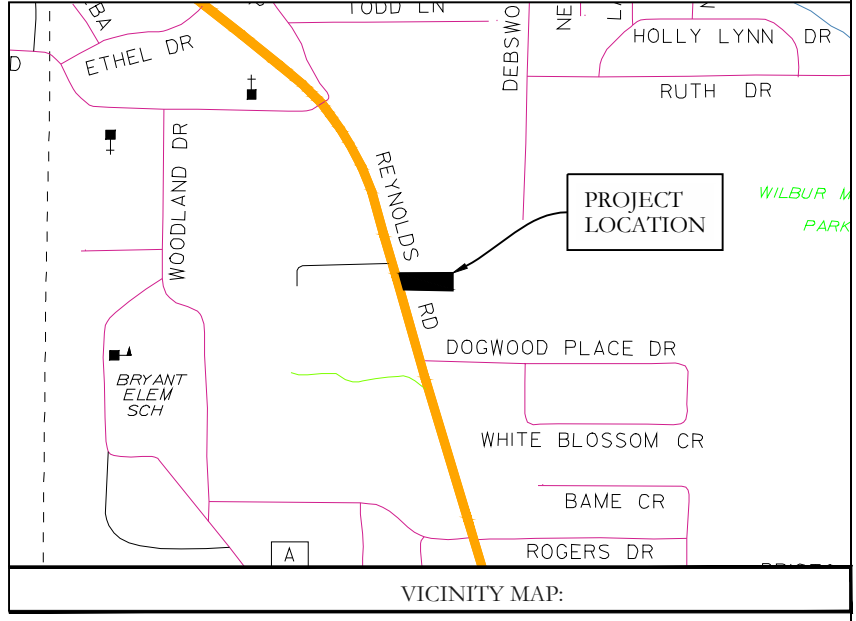 TODD LN
HOLLY LYNN DR
ETHEL DR
D
DEBSWO
RUTH DR
WOODLAND DR
REYNOLDS
RD
PROJECT
LOCATION
WILBUR M
PARK
DOGWOOD PLACE DR
BRYANT
ELEM
SCH
WHITE BLOSSOM CR
BAME CR
A
ROGERS DR
VICINITY MAP: